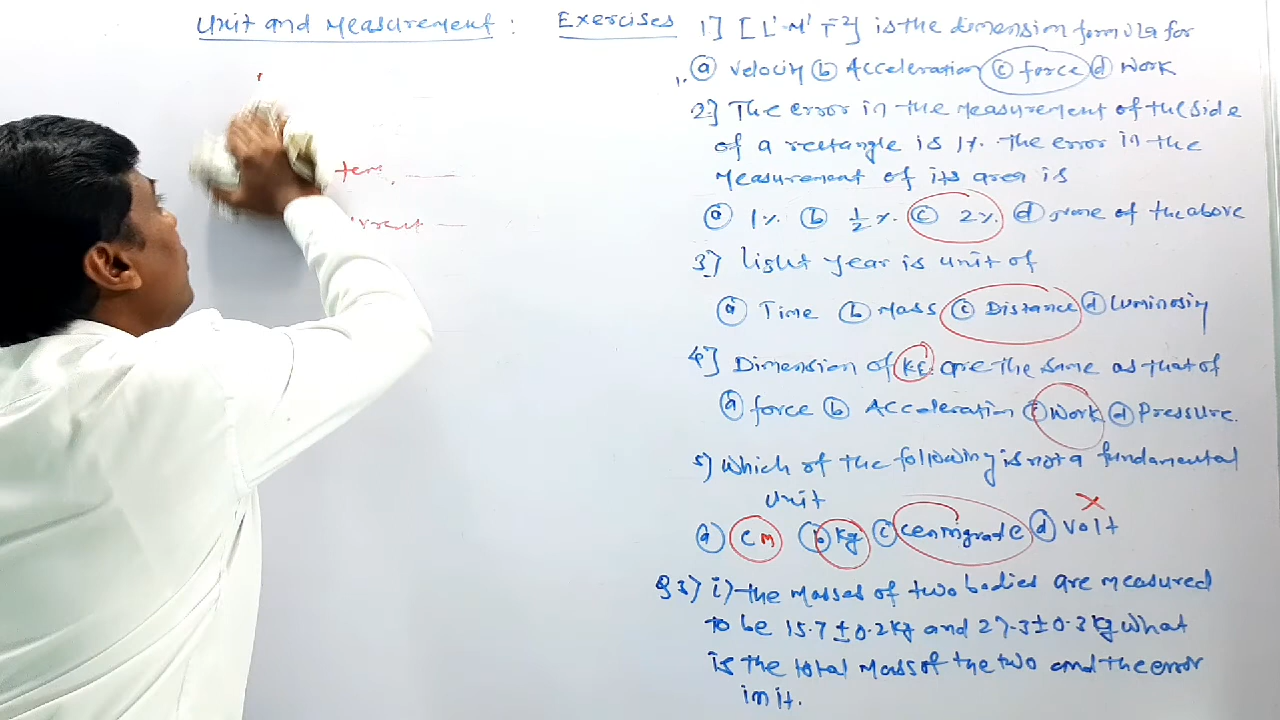 Unit and Measurement : Exercises
1] [L¹ M¹ T⁻²] is the dimension formula for
1. ⓐ Velocity ⓑ Acceleration ⓒ force ⓓ Work
2] The error in the measurement of the side
of a rectangle is 1%. The error in the
measurement of its area is
ⓐ 1% ⓑ ½% ⓒ 2% ⓓ none of the above
3] light year is unit of
ⓐ Time ⓑ Mass ⓒ Distance ⓓ Luminosity
4] Dimension of K.E. are the same as that of
ⓐ force ⓑ Acceleration ⓒ Work ⓓ Pressure.
5) Which of the following is not a fundamental
unit
ⓐ cm ⓑ kg ⓒ centigrade ⓓ volt
Q 3) i) The masses of two bodies are measured
to be 15.7 ± 0.2 kg and 27.3 ± 0.3 kg what
is the total mass of the two and the error
in it.